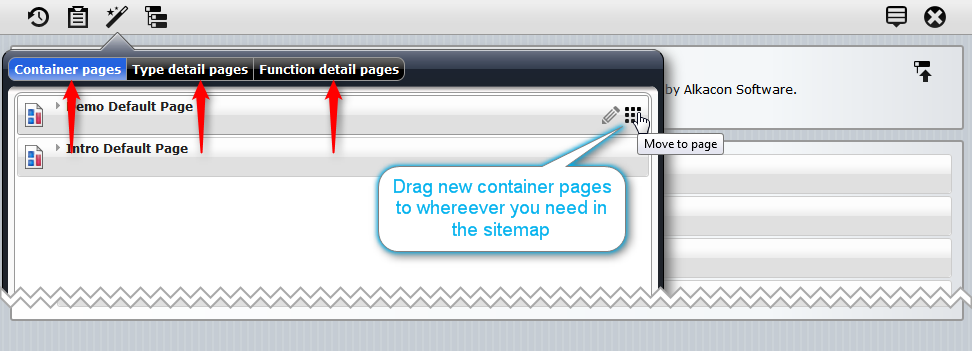 Container pages Type detail pages Function detail pages
Demo Default Page
by Alkacon Software.
Move to page
Intro Default Page
Drag new container pages
to whereever you need in
the sitemap